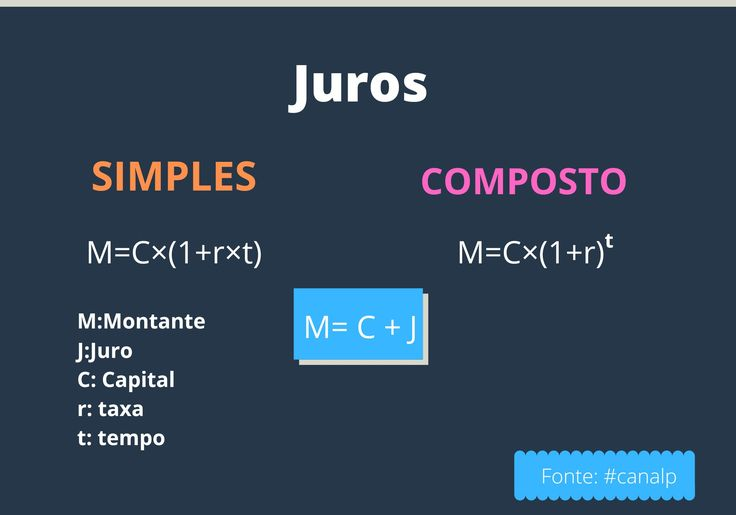 Juros
SIMPLES
COMPOSTO
M=C×(1+r×t)
M=C×(1+r)ᵗ
M= C + J
M:Montante
J:Juro
C: Capital
r: taxa
t: tempo
Fonte: #canalp